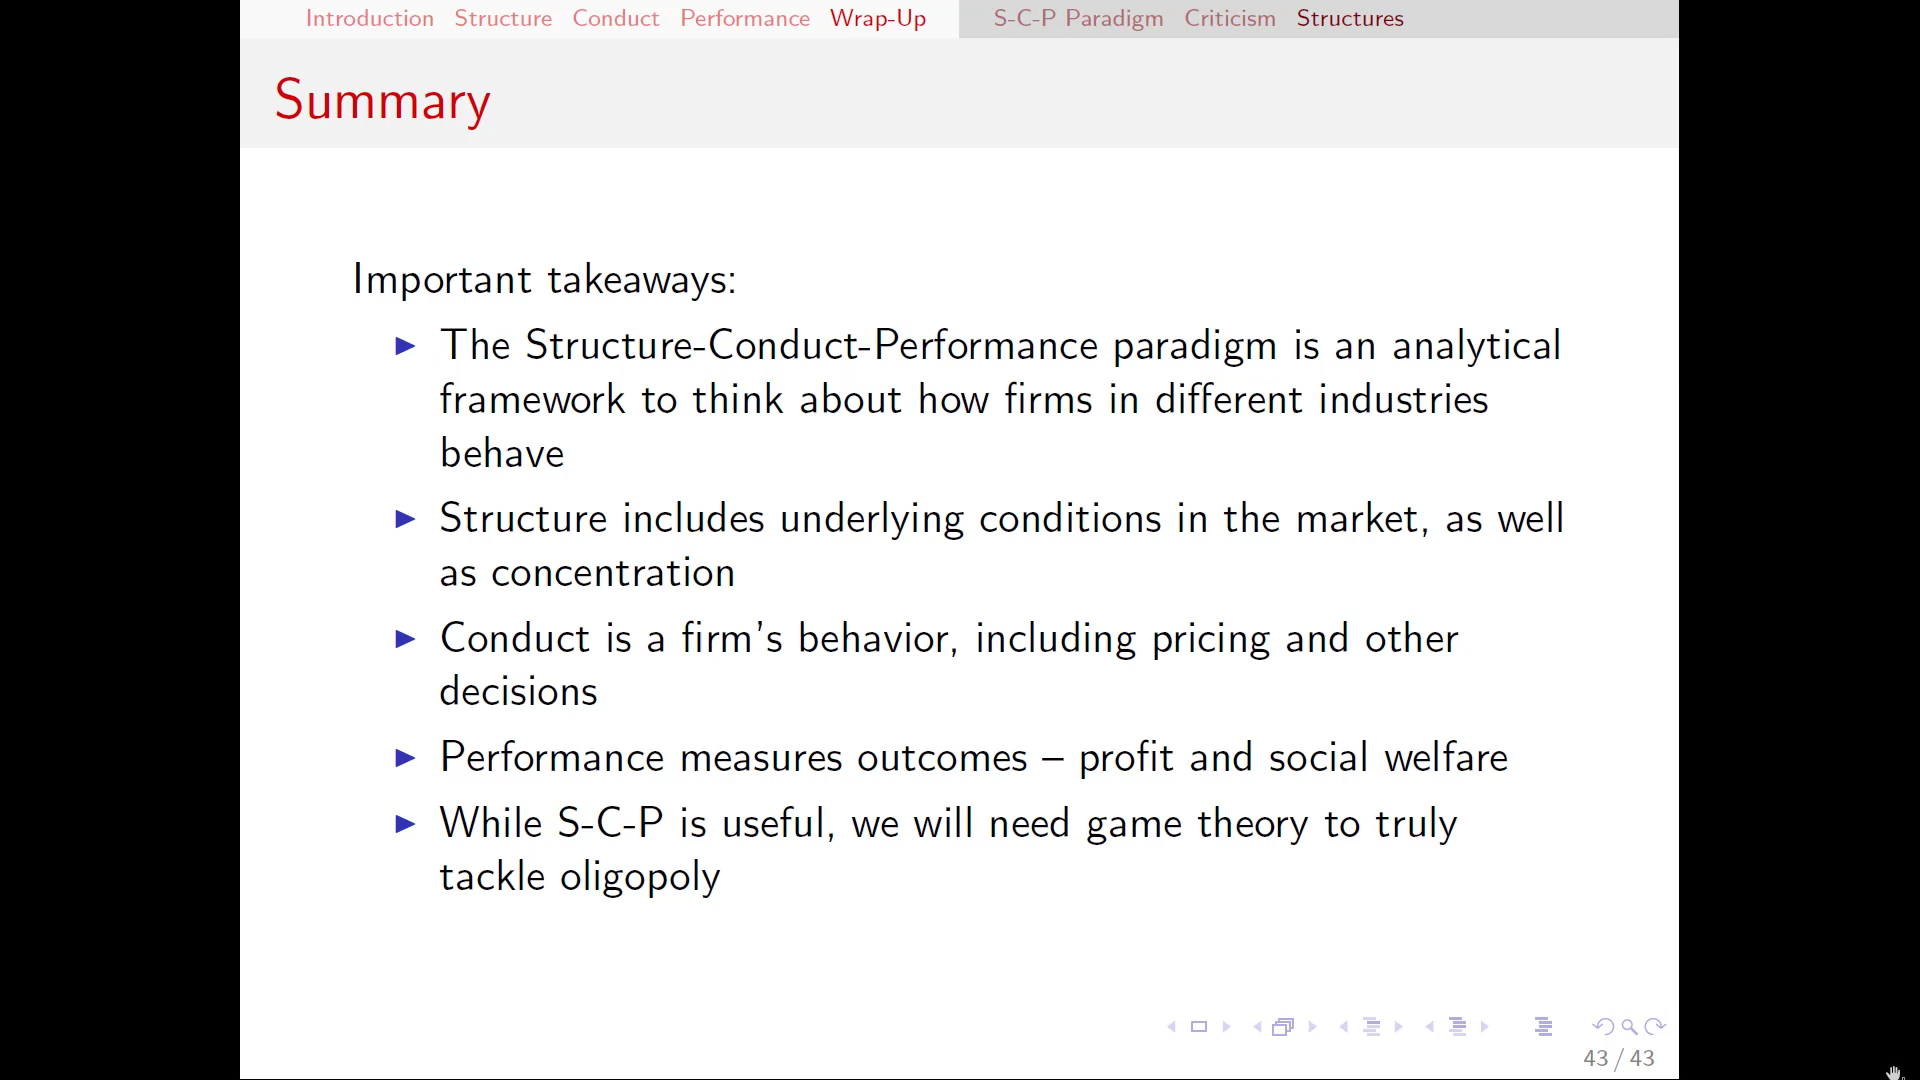 Introduction Structure Conduct Performance Wrap-Up S-C-P Paradigm Criticism Structures
Summary
Important takeaways:
The Structure-Conduct-Performance paradigm is an analytical
framework to think about how firms in different industries
behave
Structure includes underlying conditions in the market, as well
as concentration
Conduct is a firm's behavior, including pricing and other
decisions
Performance measures outcomes – profit and social welfare
While S-C-P is useful, we will need game theory to truly
tackle oligopoly
43 / 43